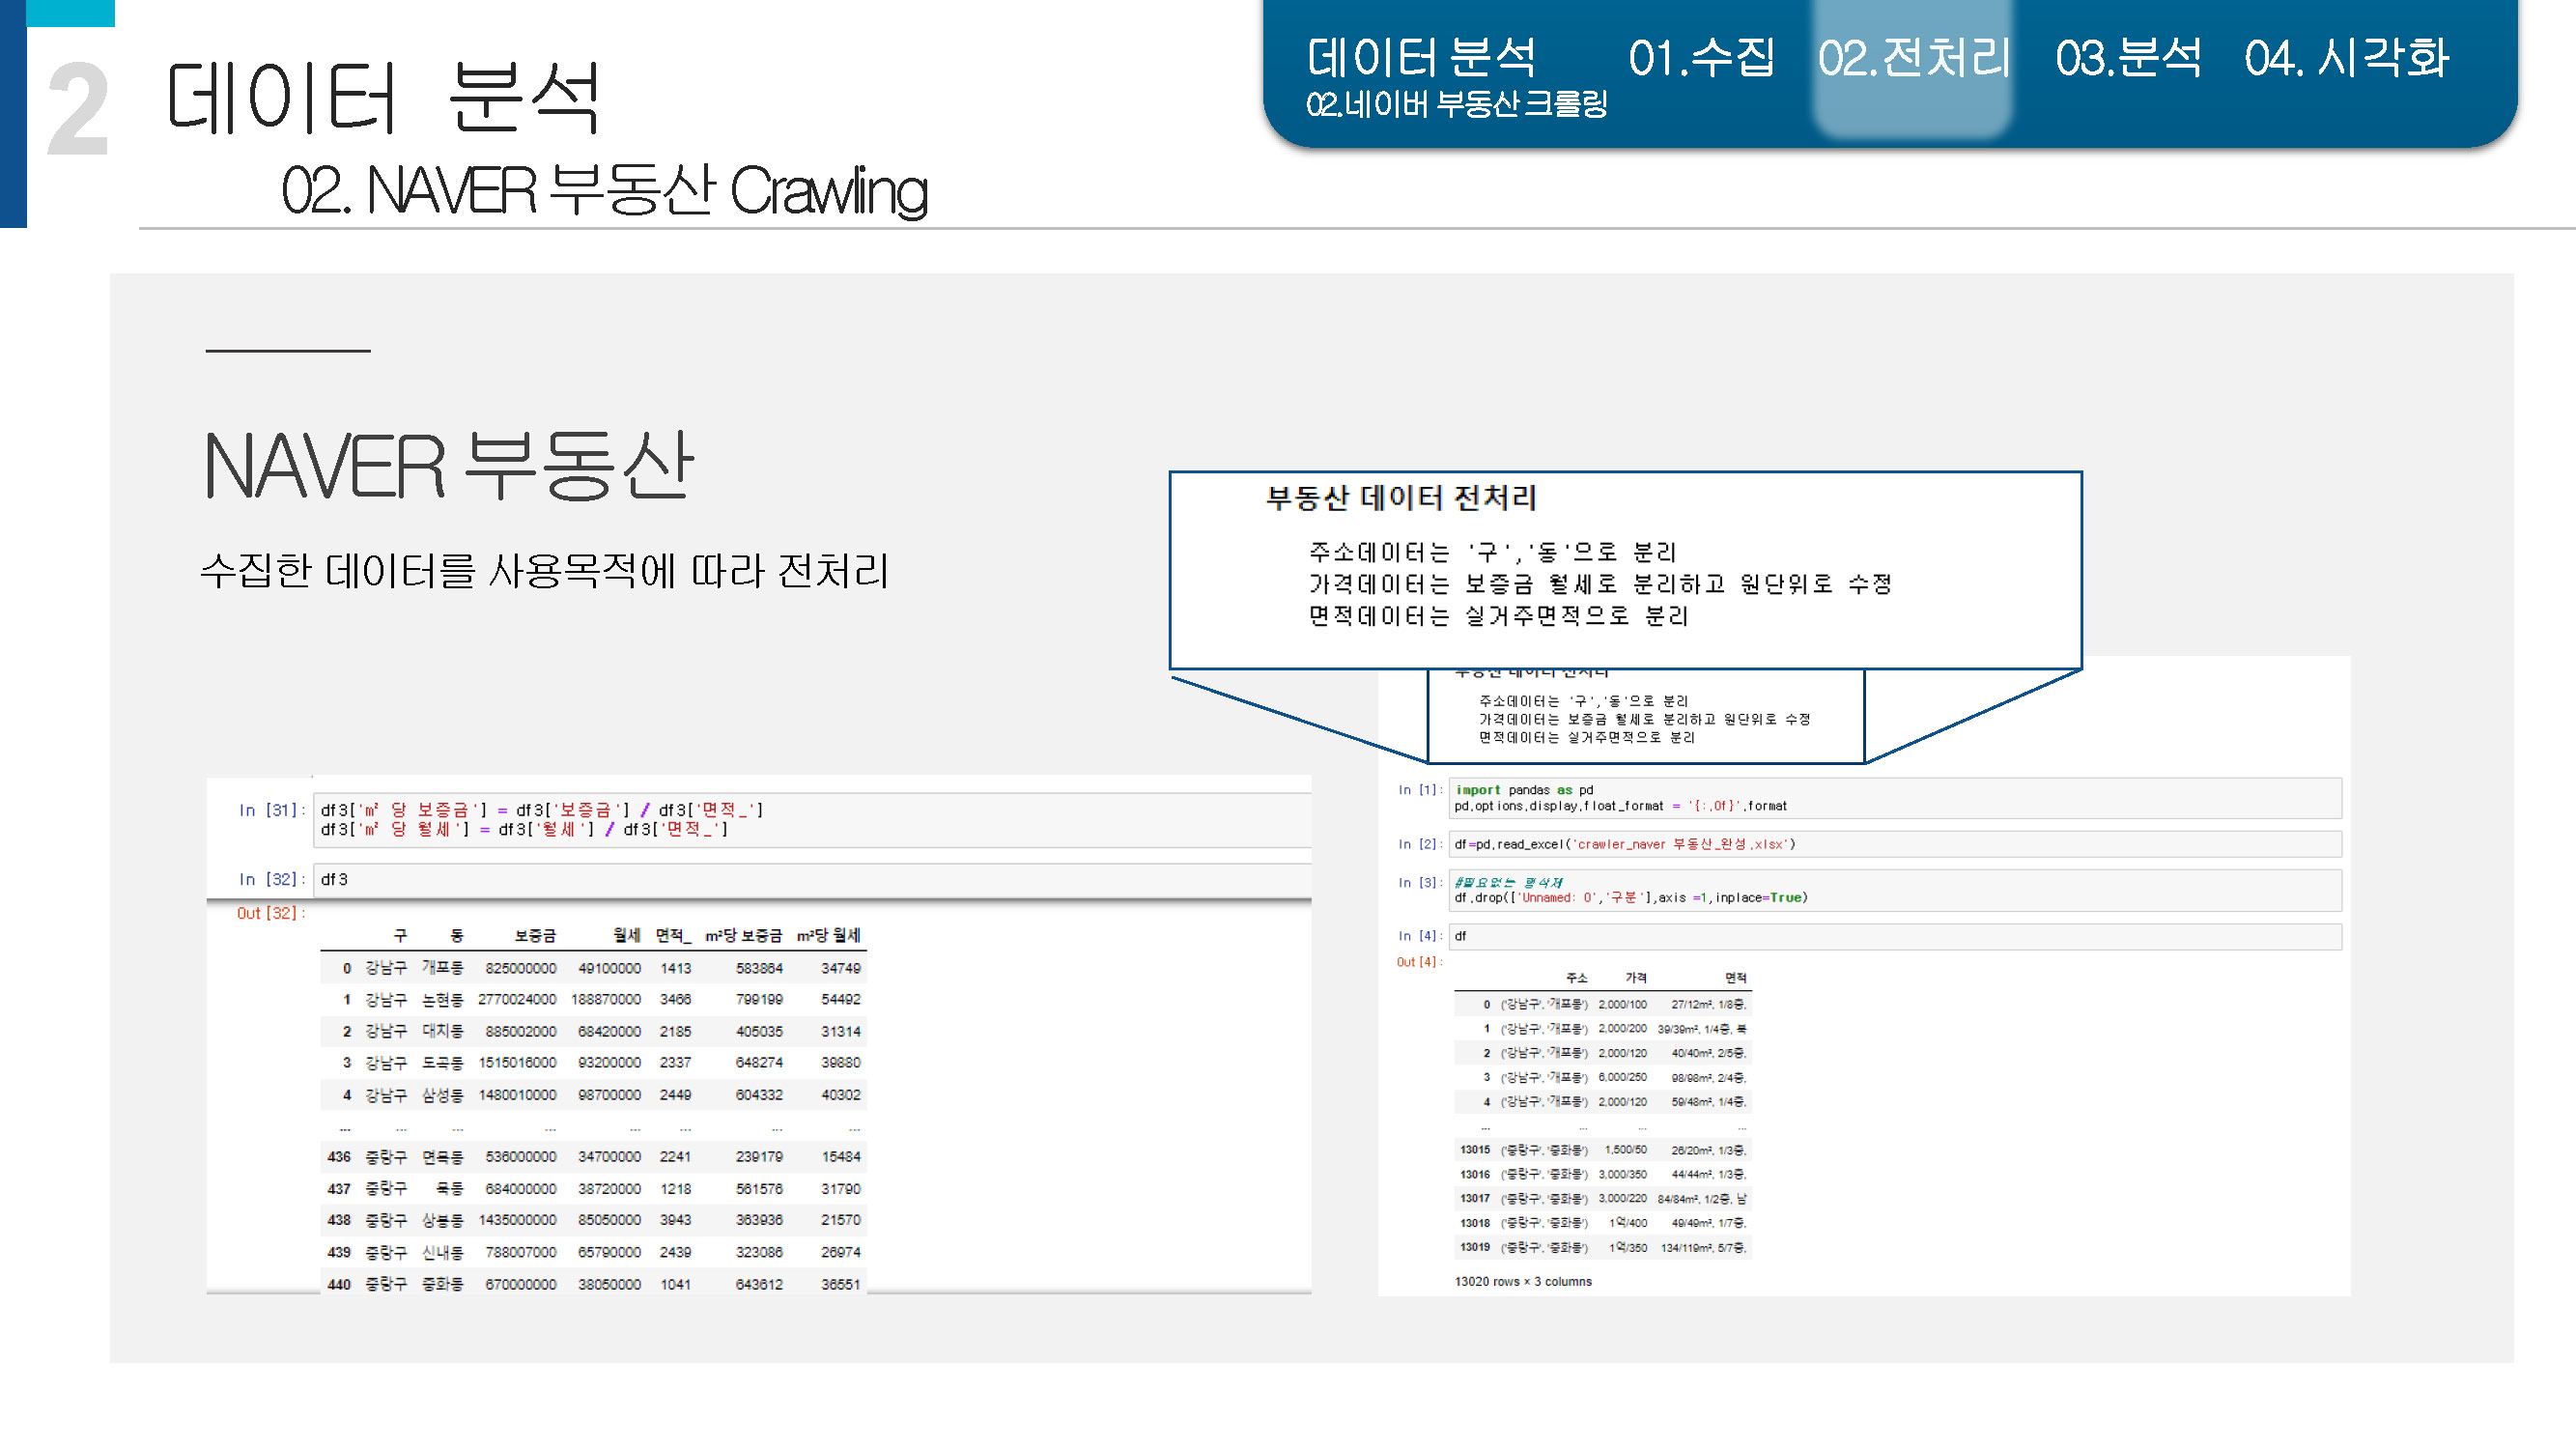 2
데이터 분석
02. NAVER 부동산 Crawling
데이터 분석 01.수집 02.전처리 03.분석 04. 시각화
02.네이버 부동산 크롤링
NAVER 부동산
수집한 데이터를 사용목적에 따라 전처리
부동산 데이터 전처리
주소데이터는 '구','동'으로 분리
가격데이터는 보증금 월세로 분리하고 원단위로 수정
면적데이터는 실거주면적으로 분리
In [31]: df3['㎡ 당 보증금'] = df3['보증금'] / df3['면적_']
df3['㎡ 당 월세'] = df3['월세'] / df3['면적_']
In [32]: df3
Out [32]:
구 동 보증금 월세 면적_ m²당 보증금 m²당 월세
0 강남구 개포동 825000000 49100000 1413 583864 34749
1 강남구 논현동 2770024000 188870000 3466 799199 54492
2 강남구 대치동 885002000 68420000 2185 405035 31314
3 강남구 도곡동 1515016000 93200000 2337 648274 39880
4 강남구 삼성동 1480010000 98700000 2449 604332 40302
... ... ... ... ... ... ... ...
436 중랑구 면목동 536000000 34700000 2241 239179 15484
437 중랑구 묵동 684000000 38720000 1218 561576 31790
438 중랑구 상봉동 1435000000 85050000 3943 363936 21570
439 중랑구 신내동 788007000 65790000 2439 323086 26974
440 중랑구 중화동 670000000 38050000 1041 643612 36551
부동산 데이터 전처리
주소데이터는 '구','동'으로 분리
가격데이터는 보증금 월세로 분리하고 원단위로 수정
면적데이터는 실거주면적으로 분리
In [1]: import pandas as pd
pd.options.display.float_format = '{:.0f}'.format
In [2]: df=pd.read_excel('crawler_naver 부동산_완성.xlsx')
In [3]: #필요없는 행삭제
df.drop(['Unnamed: 0','구분'],axis =1,inplace=True)
In [4]: df
Out [4]:
주소 가격 면적
0 ('강남구', '개포동') 2,000/100 27/12m², 1/8층,
1 ('강남구', '개포동') 2,000/200 39/39m², 1/4층, 북
2 ('강남구', '개포동') 2,000/120 40/40m², 2/5층,
3 ('강남구', '개포동') 6,000/250 98/98m², 2/4층,
4 ('강남구', '개포동') 2,000/120 59/48m², 1/4층,
... ... ... ...
13015 ('중랑구', '중화동') 1,500/50 26/20m², 1/3층,
13016 ('중랑구', '중화동') 3,000/350 44/44m², 1/3층,
13017 ('중랑구', '중화동') 3,000/220 84/84m², 1/2층, 남
13018 ('중랑구', '중화동') 1억/400 49/49m², 1/7층,
13019 ('중랑구', '중화동') 1억/350 134/119m², 5/7층,
13020 rows × 3 columns